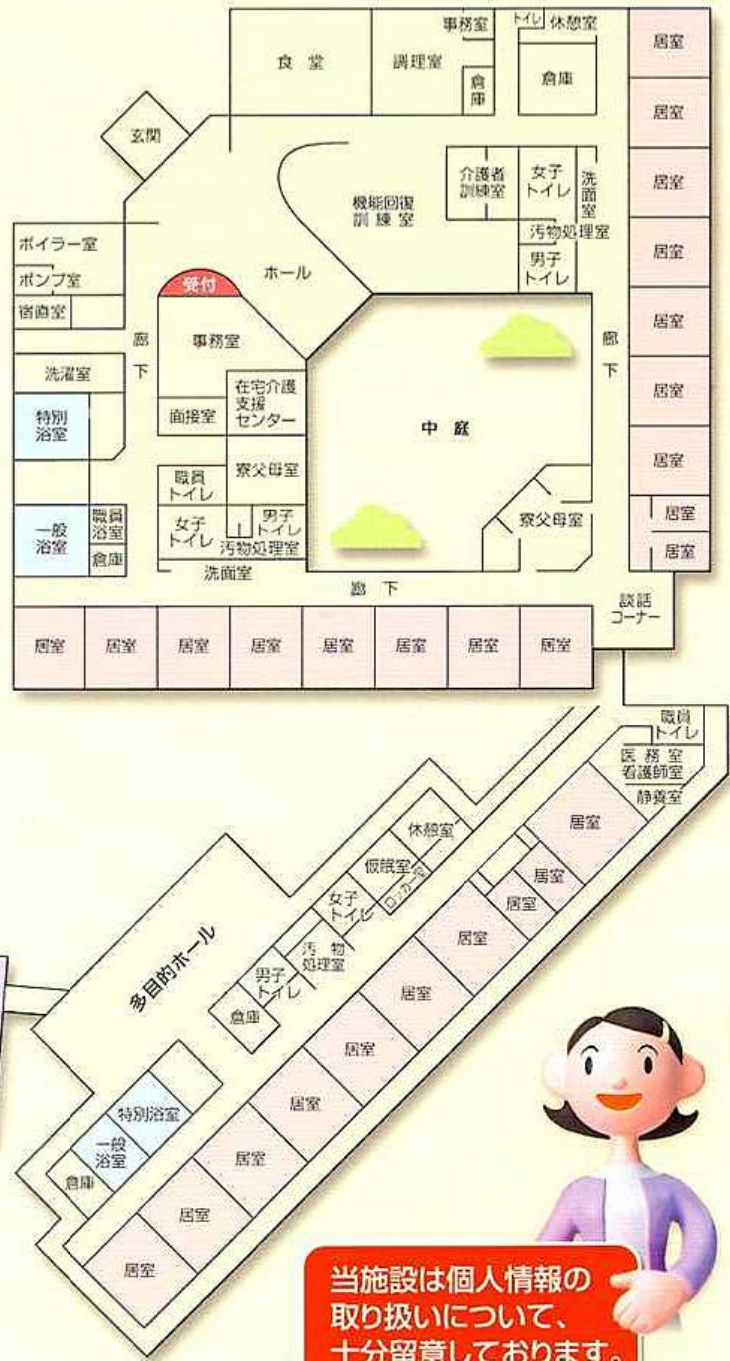 事務室
トイレ
休憩室
居室
食堂
調理室
倉庫
倉庫
居室
玄関
居室
介護者
訓練室
女子
トイレ
洗面室
機能回復
訓練室
汚物処理室
男子
トイレ
居室
ボイラー室
ポンプ室
宿直室
ホール
受付
事務室
廊下
廊下
居室
居室
洗濯室
特別
浴室
面接室
在宅介護
支援
センター
中庭
居室
寮父母室
職員
トイレ
一般
浴室
職員
浴室
倉庫
女子
トイレ
男子
トイレ
汚物処理室
洗面室
寮父母室
居室
居室
廊下
談話
コーナー
居室
居室
居室
居室
居室
居室
居室
居室
職員
トイレ
医務室
看護師室
静養室
居室
休憩室
仮眠室
ロッカー室
居室
居室
女子
トイレ
居室
汚物
処理室
多目的ホール
男子
トイレ
居室
倉庫
居室
居室
特別浴室
一般
浴室
居室
倉庫
居室
居室
当施設は個人情報の
取り扱いについて、
十分留意しております。